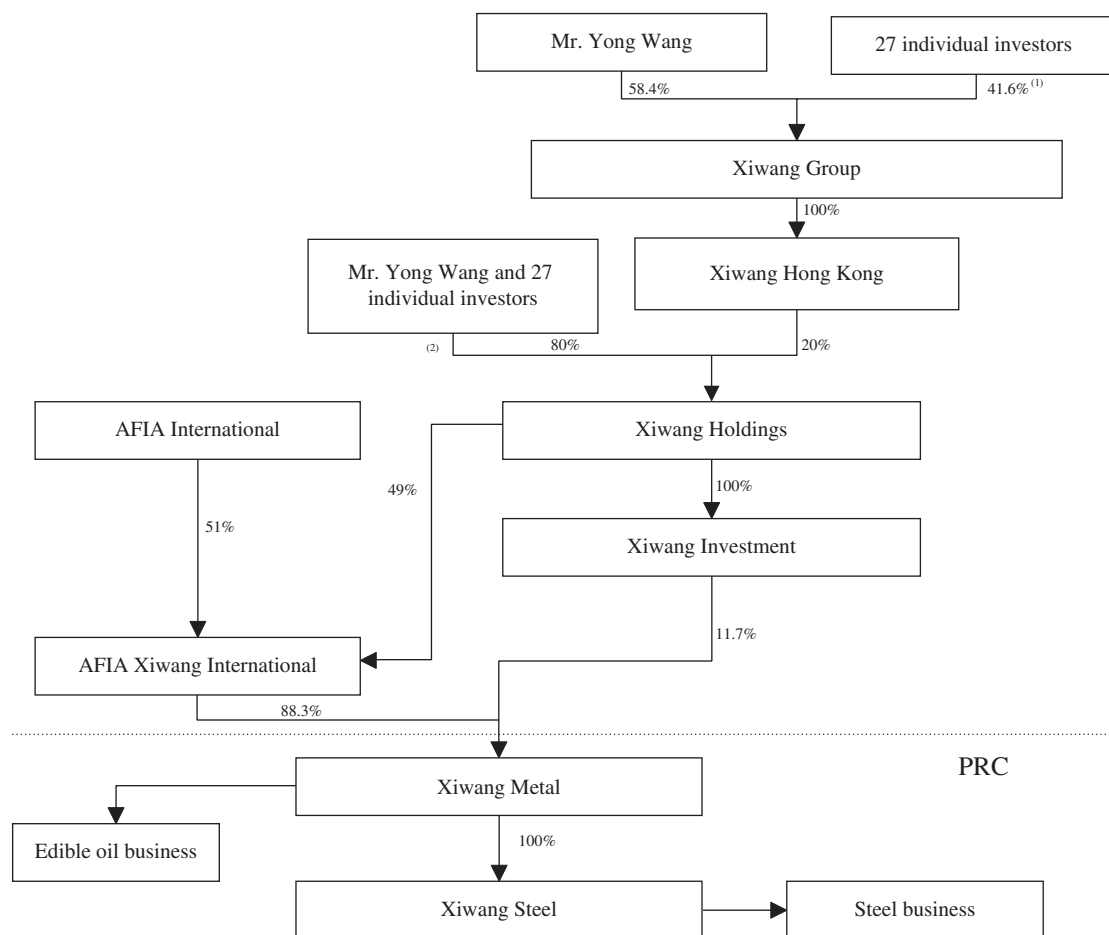 Mr. Yong Wang
27 individual investors
58.4%
41.6% (1)
Xiwang Group
100%
Mr. Yong Wang and 27
individual investors
Xiwang Hong Kong
(2)
80%
20%
AFIA International
Xiwang Holdings
49%
100%
51%
Xiwang Investment
11.7%
AFIA Xiwang International
88.3%
PRC
Xiwang Metal
Edible oil business
100%
Xiwang Steel
Steel business